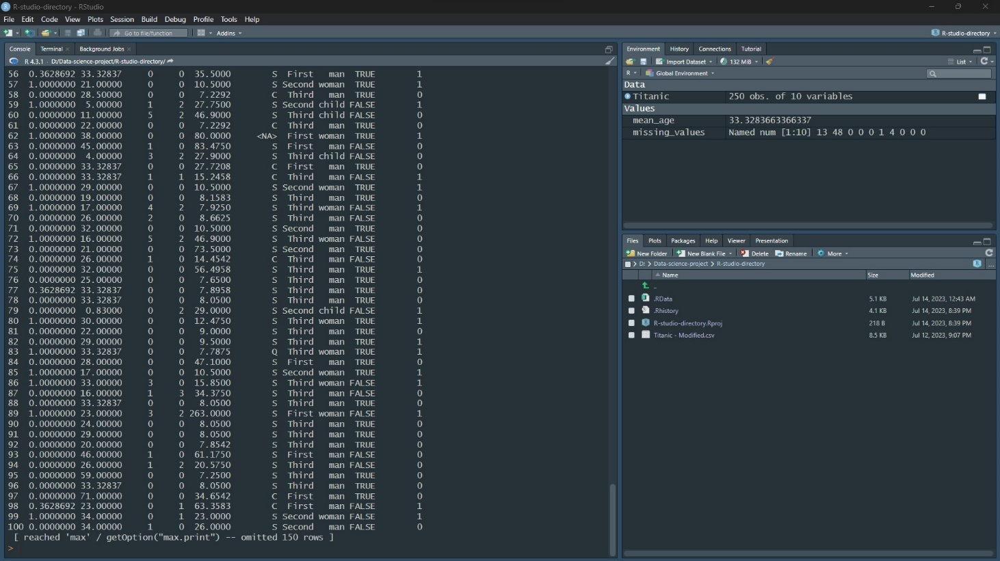 R-studio-directory - RStudio
File Edit Code View Plots Session Build Debug Profile Tools Help
Go to file/function Addins R-studio-directory
Console Terminal Background Jobs
R 4.3.1 · D:/Data-science-project/R-studio-directory/
56 0.3628692 33.32837 0 0 35.5000 S First man TRUE 1
57 1.0000000 21.00000 0 0 10.5000 S Second woman TRUE 1
58 0.0000000 28.50000 0 0 7.2292 C Third man TRUE 0
59 1.0000000 5.00000 1 2 27.7500 S Second child FALSE 1
60 0.0000000 11.00000 5 2 46.9000 S Third child FALSE 0
61 0.0000000 22.00000 0 0 7.2292 C Third man TRUE 0
62 1.0000000 38.00000 0 0 80.0000 <NA> First woman TRUE 1
63 0.0000000 45.00000 1 0 83.4750 S First man FALSE 0
64 0.0000000 4.00000 3 2 27.9000 S Third child FALSE 0
65 0.0000000 33.32837 0 0 27.7208 C First man TRUE 0
66 0.0000000 33.32837 1 1 15.2458 C Third man FALSE 1
67 1.0000000 29.00000 0 0 10.5000 S Second woman TRUE 1
68 0.0000000 19.00000 0 0 8.1583 S Third man TRUE 0
69 1.0000000 17.00000 4 2 7.9250 S Third woman FALSE 1
70 0.0000000 26.00000 2 0 8.6625 S Third man FALSE 0
71 0.0000000 32.00000 0 0 10.5000 S Second man TRUE 0
72 1.0000000 16.00000 5 2 46.9000 S Third woman FALSE 0
73 0.0000000 21.00000 0 0 73.5000 S Second man TRUE 0
74 0.0000000 26.00000 1 0 14.4542 C Third man FALSE 0
75 0.0000000 32.00000 0 0 56.4958 S Third man TRUE 1
76 0.0000000 25.00000 0 0 7.6500 S Third man TRUE 0
77 0.3628692 33.32837 0 0 7.8958 S Third man TRUE 0
78 0.0000000 33.32837 0 0 8.0500 S Third man TRUE 0
79 0.0000000 0.83000 0 2 29.0000 S Second child FALSE 1
80 1.0000000 30.00000 0 0 12.4750 S Third woman TRUE 1
81 0.0000000 22.00000 0 0 9.0000 S Third man TRUE 0
82 0.0000000 29.00000 0 0 9.5000 S Third man TRUE 1
83 1.0000000 33.32837 0 0 7.7875 Q Third woman TRUE 1
84 0.0000000 28.00000 0 0 47.1000 S First man TRUE 0
85 1.0000000 17.00000 0 0 10.5000 S Second woman TRUE 1
86 1.0000000 33.00000 3 0 15.8500 S Third woman FALSE 1
87 0.0000000 16.00000 1 3 34.3750 S Third man FALSE 0
88 0.0000000 33.32837 0 0 8.0500 S Third man TRUE 0
89 1.0000000 23.00000 3 2 263.0000 S First woman FALSE 1
90 0.0000000 24.00000 0 0 8.0500 S Third man TRUE 0
91 0.0000000 29.00000 0 0 8.0500 S Third man TRUE 0
92 0.0000000 20.00000 0 0 7.8542 S Third man TRUE 0
93 0.0000000 46.00000 1 0 61.1750 S First man FALSE 0
94 0.0000000 26.00000 1 2 20.5750 S Third man FALSE 0
95 0.0000000 59.00000 0 0 7.2500 S Third man TRUE 0
96 0.0000000 33.32837 0 0 8.0500 S Third man TRUE 0
97 0.0000000 71.00000 0 0 34.6542 C First man TRUE 0
98 0.3628692 23.00000 0 1 63.3583 C First man FALSE 1
99 1.0000000 34.00000 0 1 23.0000 S Second woman FALSE 1
100 0.0000000 34.00000 1 0 26.0000 S Second man FALSE 0
[ reached 'max' / getOption("max.print") -- omitted 150 rows ]
>
Environment History Connections Tutorial
Import Dataset 132 MiB List
R Global Environment
Data
Titanic 250 obs. of 10 variables
Values
mean_age 33.3283663366337
missing_values Named num [1:10] 13 48 0 0 0 1 4 0 0 0
Files Plots Packages Help Viewer Presentation
New Folder New Blank File Delete Rename More
D: > Data-science-project > R-studio-directory ...
Name Size Modified
..
.RData 5.1 KB Jul 14, 2023, 12:43 AM
.Rhistory 4.1 KB Jul 14, 2023, 8:39 PM
R-studio-directory.Rproj 218 B Jul 14, 2023, 8:39 PM
Titanic - Modified.csv 8.5 KB Jul 12, 2023, 9:07 PM